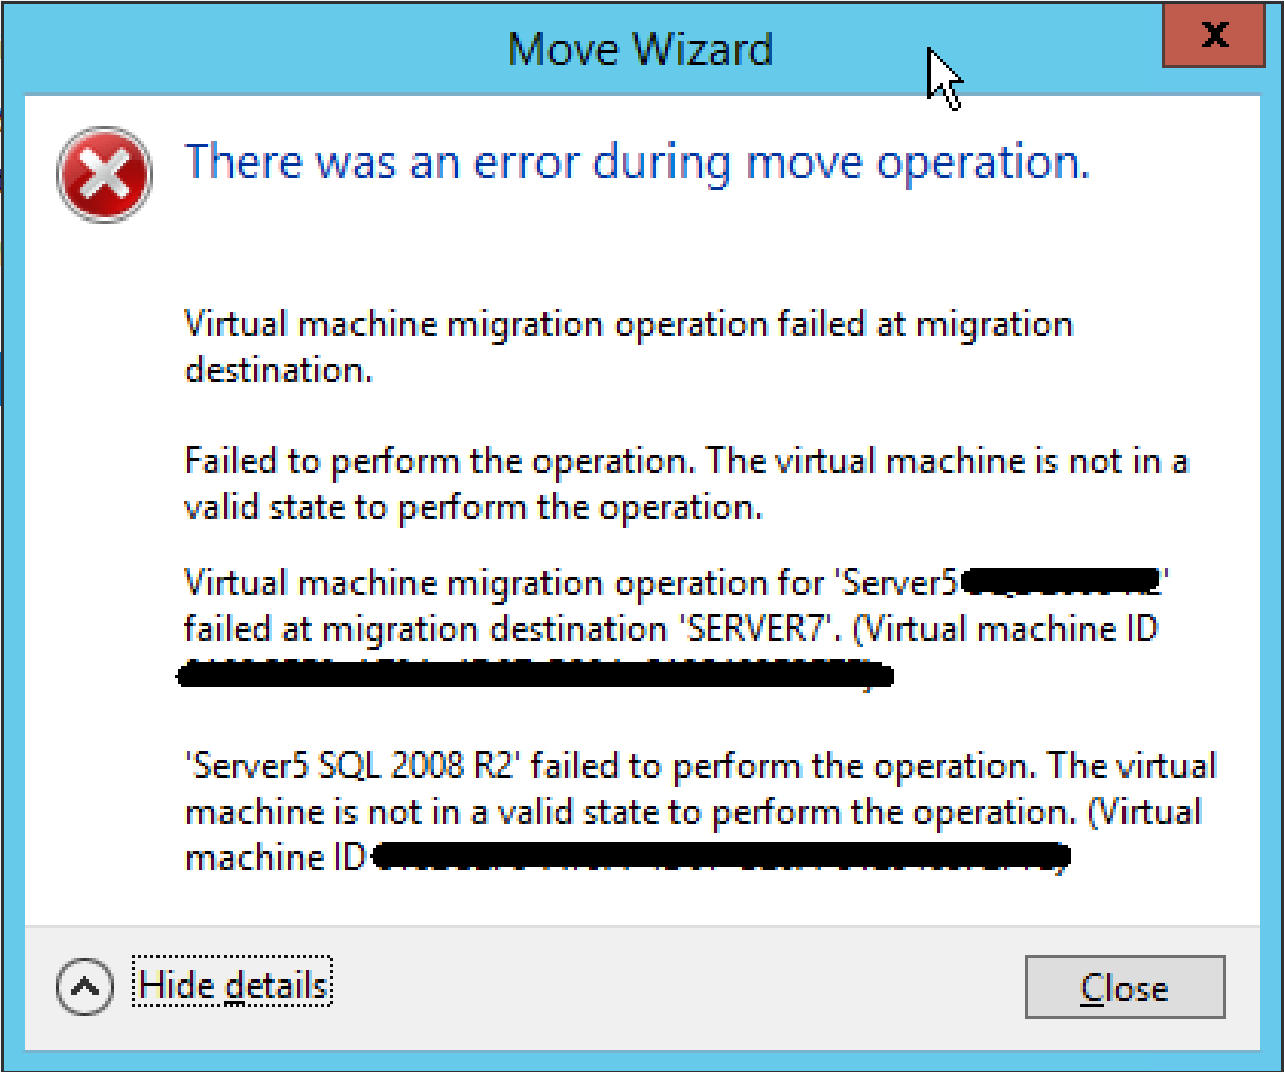 Move Wizard
x
There was an error during move operation.
Virtual machine migration operation failed at migration
destination.
Failed to perform the operation. The virtual machine is not in a
valid state to perform the operation.
Virtual machine migration operation for 'Server5 '
failed at migration destination 'SERVER7'. (Virtual machine ID
'Server5 SQL 2008 R2' failed to perform the operation. The virtual
machine is not in a valid state to perform the operation. (Virtual
machine ID
Hide details
Close